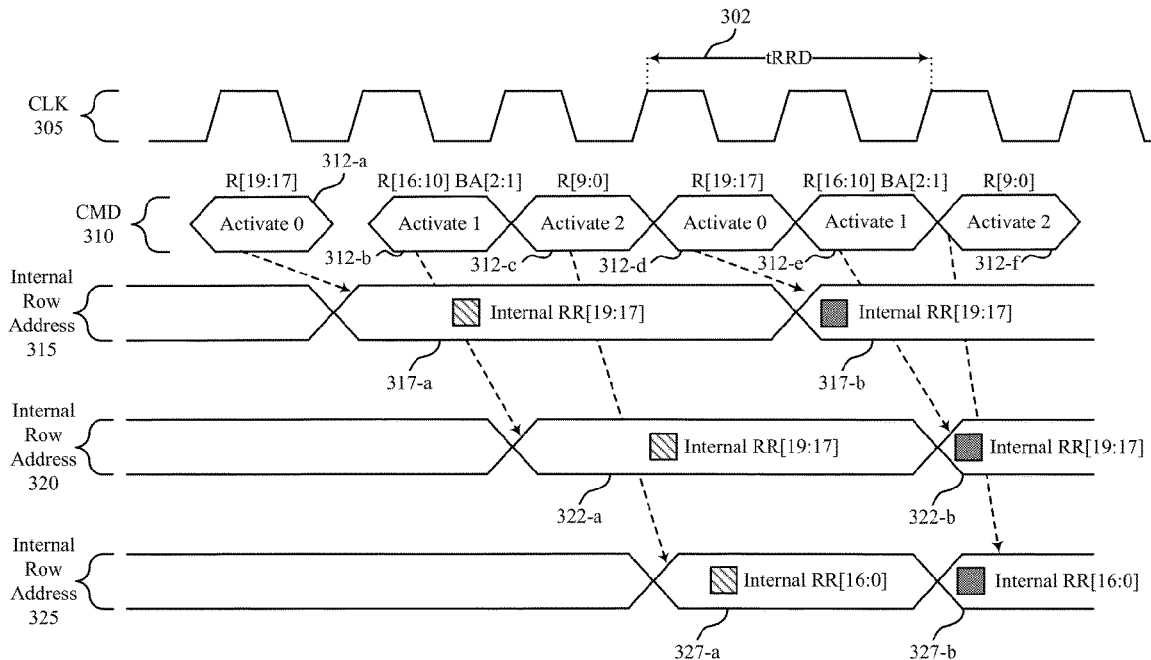 302
tRRD
CLK
305
R[19:17]
312-a
R[16:10] BA[2:1]
R[9:0]
R[19:17]
R[16:10] BA[2:1]
R[9:0]
CMD
310
Activate 0
Activate 1
Activate 2
Activate 0
Activate 1
Activate 2
312-b
312-c
312-d
312-e
312-f
Internal
Row
Address
315
Internal RR[19:17]
Internal RR[19:17]
317-a
317-b
Internal
Row
Address
320
Internal RR[19:17]
Internal RR[19:17]
322-a
322-b
Internal
Row
Address
325
Internal RR[16:0]
Internal RR[16:0]
327-a
327-b